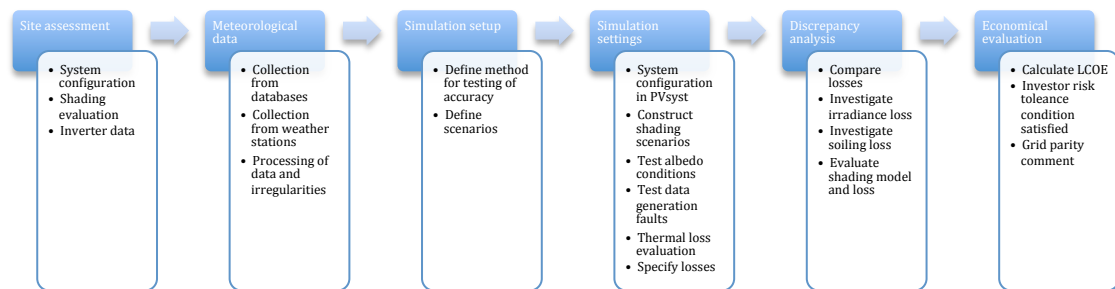 Site assessment
• System
configuration
• Shading
evaluation
• Inverter data
Meteorological
data
• Collection
from
databases
• Collection
from weather
stations
• Processing of
data and
irregularities
Simulation setup
• Define method
for testing of
accuracy
• Define
scenarios
Simulation
settings
• System
configuration
in PVsyst
• Construct
shading
scenarios
• Test albedo
conditions
• Test data
generation
faults
• Thermal loss
evaluation
• Specify losses
Discrepancy
analysis
• Compare
losses
• Investigate
irradiance loss
• Investigate
soiling loss
• Evaluate
shading model
and loss
Economical
evaluation
• Calculate LCOE
• Investor risk
toleance
condition
satisfied
• Grid parity
comment